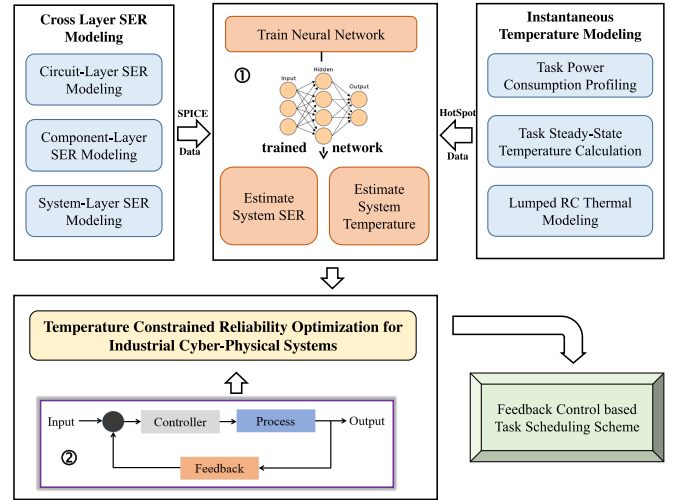 Cross Layer SER
Modeling
Circuit-Layer SER
Modeling
Component-Layer
SER Modeling
System-Layer SER
Modeling
SPICE
Data
Train Neural Network
①
Input
Hidden
Output
trained network
Estimate
System SER
Estimate
System
Temperature
HotSpot
Data
Instantaneous
Temperature Modeling
Task Power
Consumption Profiling
Task Steady-State
Temperature Calculation
Lumped RC Thermal
Modeling
Temperature Constrained Reliability Optimization for
Industrial Cyber-Physical Systems
Input
Controller
Process
Output
②
Feedback
Feedback Control based
Task Scheduling Scheme